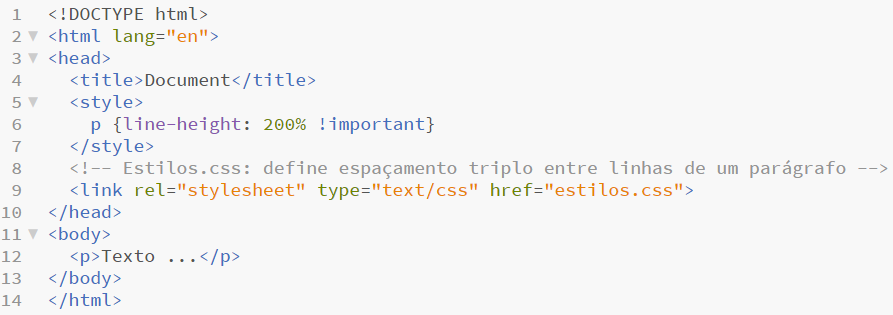 1 <!DOCTYPE html>
2 <html lang="en">
3 <head>
4   <title>Document</title>
5   <style>
6     p {line-height: 200% !important}
7   </style>
8   <!-- Estilos.css: define espaçamento triplo entre linhas de um parágrafo -->
9   <link rel="stylesheet" type="text/css" href="estilos.css">
10 </head>
11 <body>
12   <p>Texto ...</p>
13 </body>
14 </html>